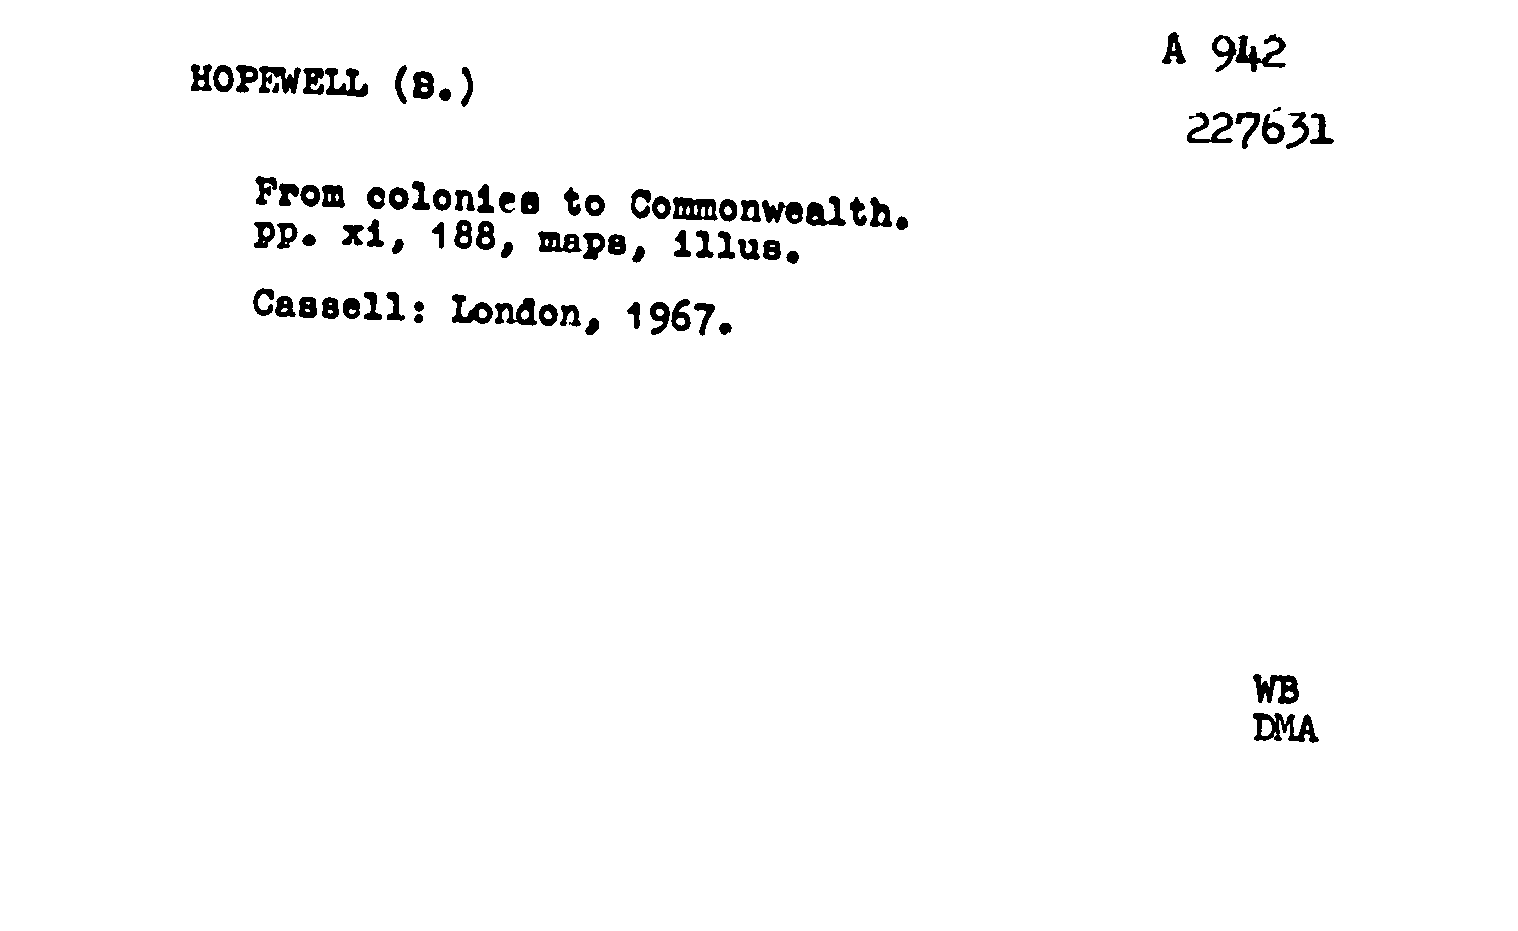 A 942
HOPEWELL (S.)
227631
From colonies to Commonwealth.
pp. xi, 188, maps, illus.
Cassell: London, 1967.
WB
DMA